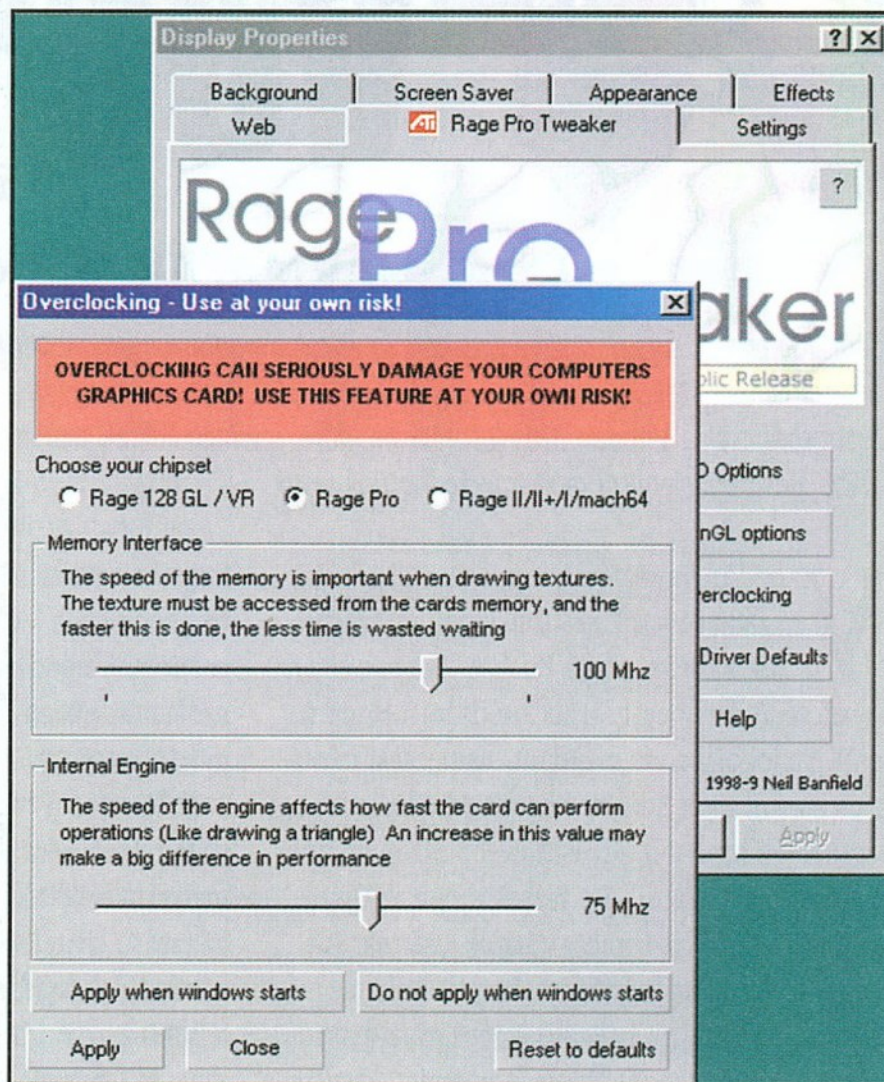 Display Properties
Background Screen Saver Appearance Effects
Web ATI Rage Pro Tweaker Settings
Rage
Pro
aker
?
blic Release
Overclocking - Use at your own risk!
OVERCLOCKING CAN SERIOUSLY DAMAGE YOUR COMPUTERS
GRAPHICS CARD! USE THIS FEATURE AT YOUR OWN RISK!
Choose your chipset
Rage 128 GL / VR Rage Pro Rage II/II+/I/mach64
Memory Interface
The speed of the memory is important when drawing textures.
The texture must be accessed from the cards memory, and the
faster this is done, the less time is wasted waiting
100 Mhz
Internal Engine
The speed of the engine affects how fast the card can perform
operations (Like drawing a triangle) An increase in this value may
make a big difference in performance
75 Mhz
Apply when windows starts Do not apply when windows starts
Apply Close Reset to defaults
D Options
nGL options
verclocking
Driver Defaults
Help
1998-9 Neil Banfield
Apply